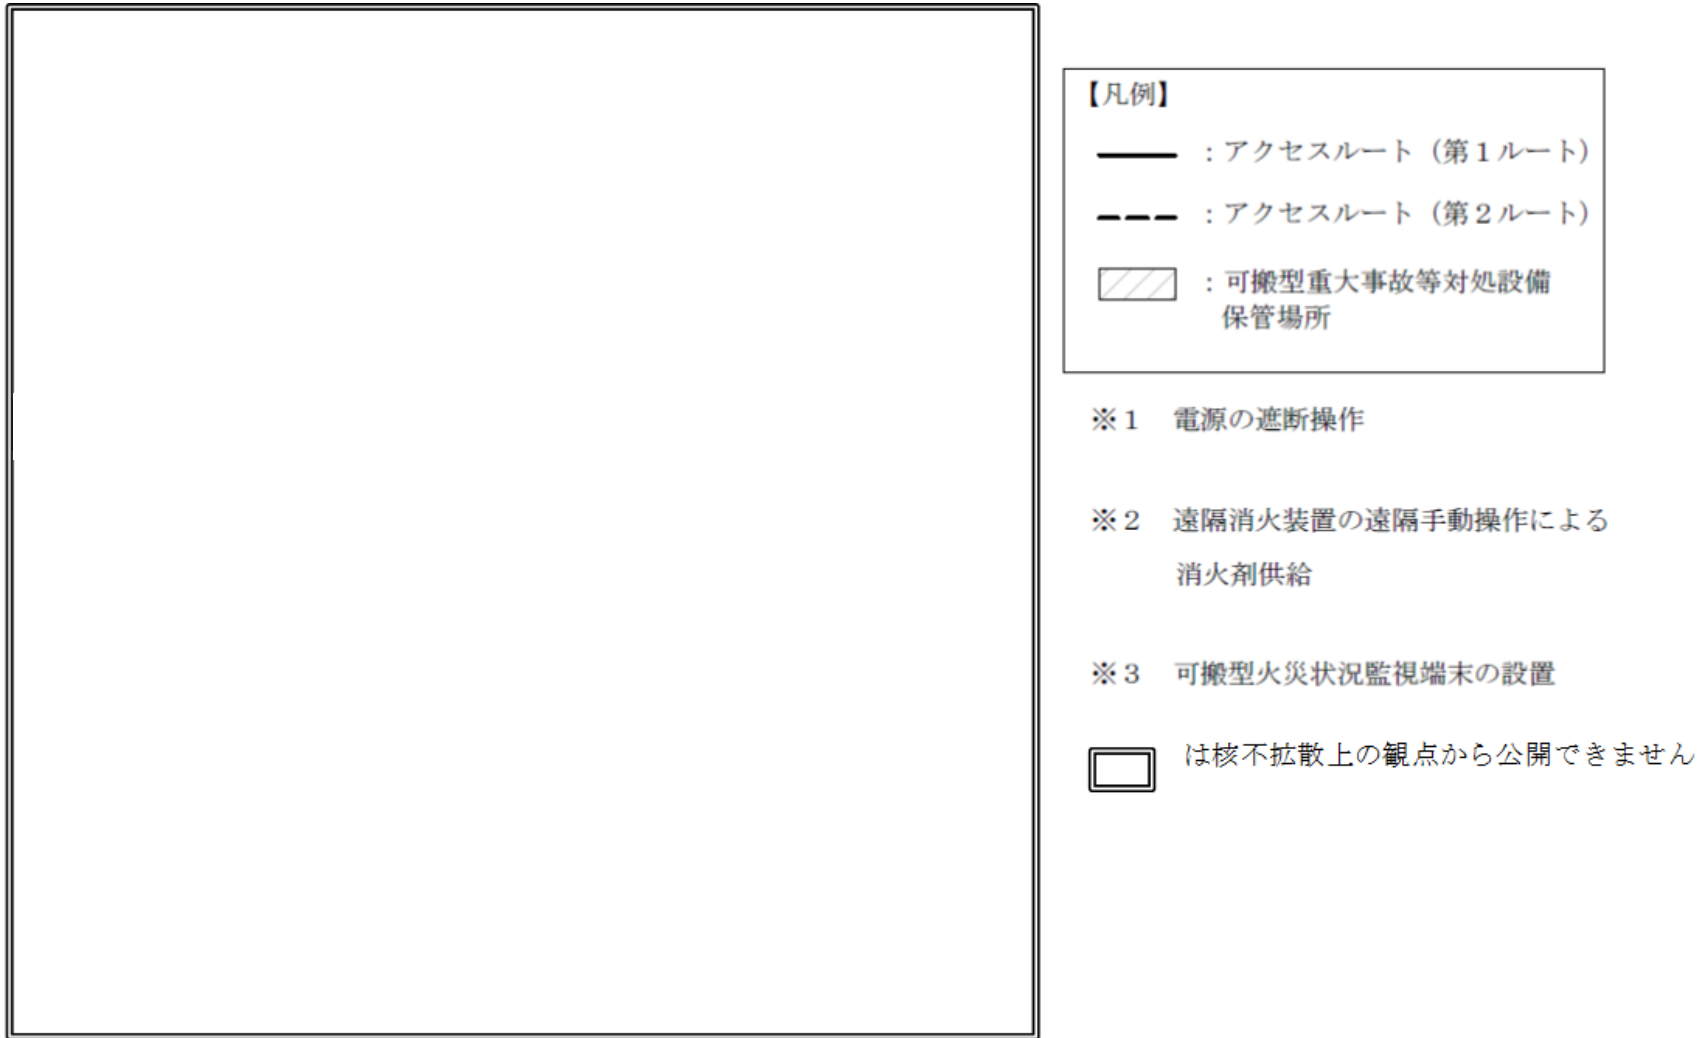 【凡例】
：アクセスルート（第１ルート）
：アクセスルート（第２ルート）
：可搬型重大事故等対処設備
保管場所
※１　電源の遮断操作
※２　遠隔消火装置の遠隔手動操作による
消火剤供給
※３　可搬型火災状況監視端末の設置
は核不拡散上の観点から公開できません